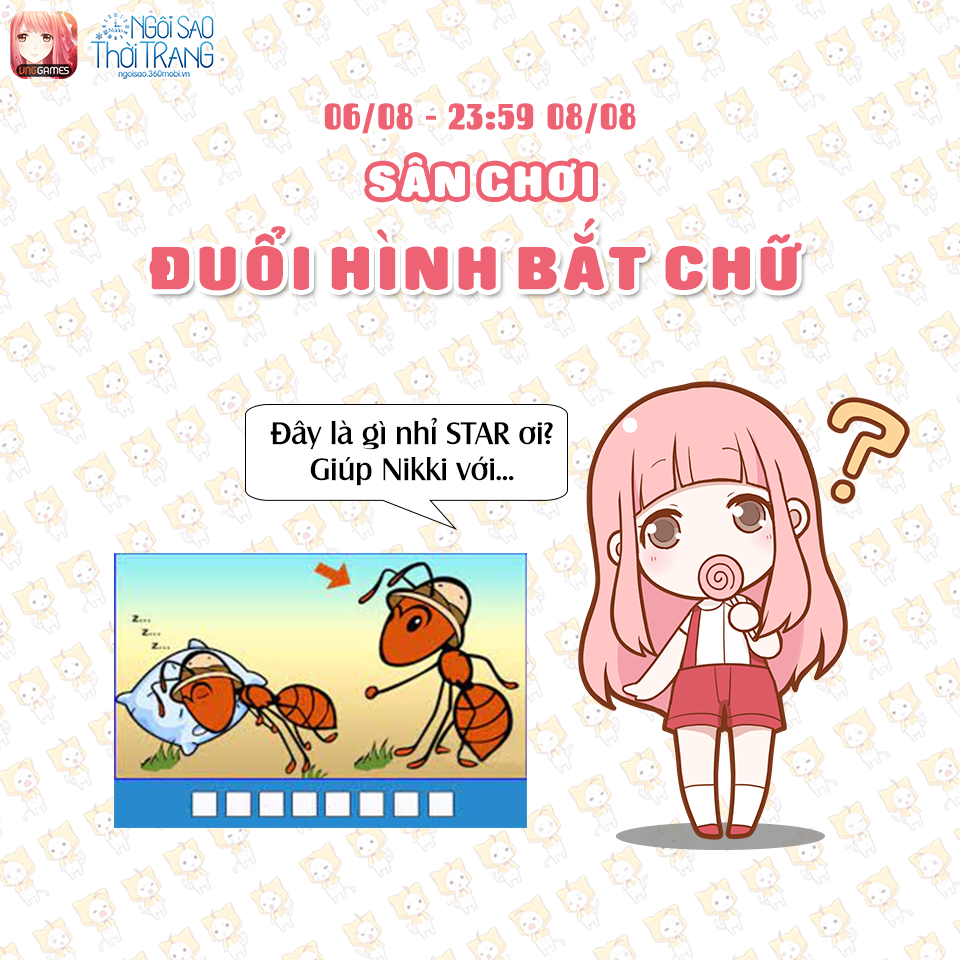 VNGGAMES
Nikki
NGÔI SAO
THỜI TRANG
ngoisao.360mobi.vn
06/08 - 23:59 08/08
SÂN CHƠI
ĐUỔI HÌNH BẮT CHỮ
Đây là gì nhỉ STAR ơi?
Giúp Nikki với...
z...
z...
z...
?